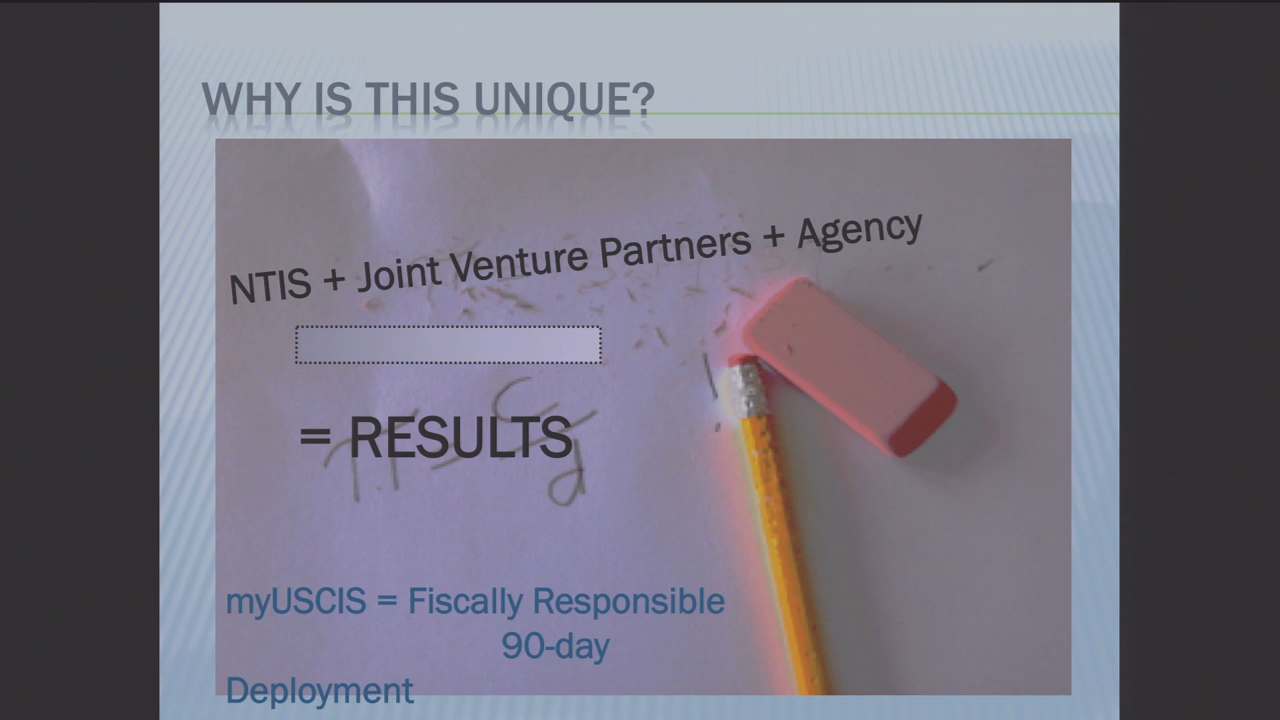 WHY IS THIS UNIQUE?
NTIS + Joint Venture Partners + Agency
= RESULTS
myUSCIS = Fiscally Responsible
90-day
Deployment